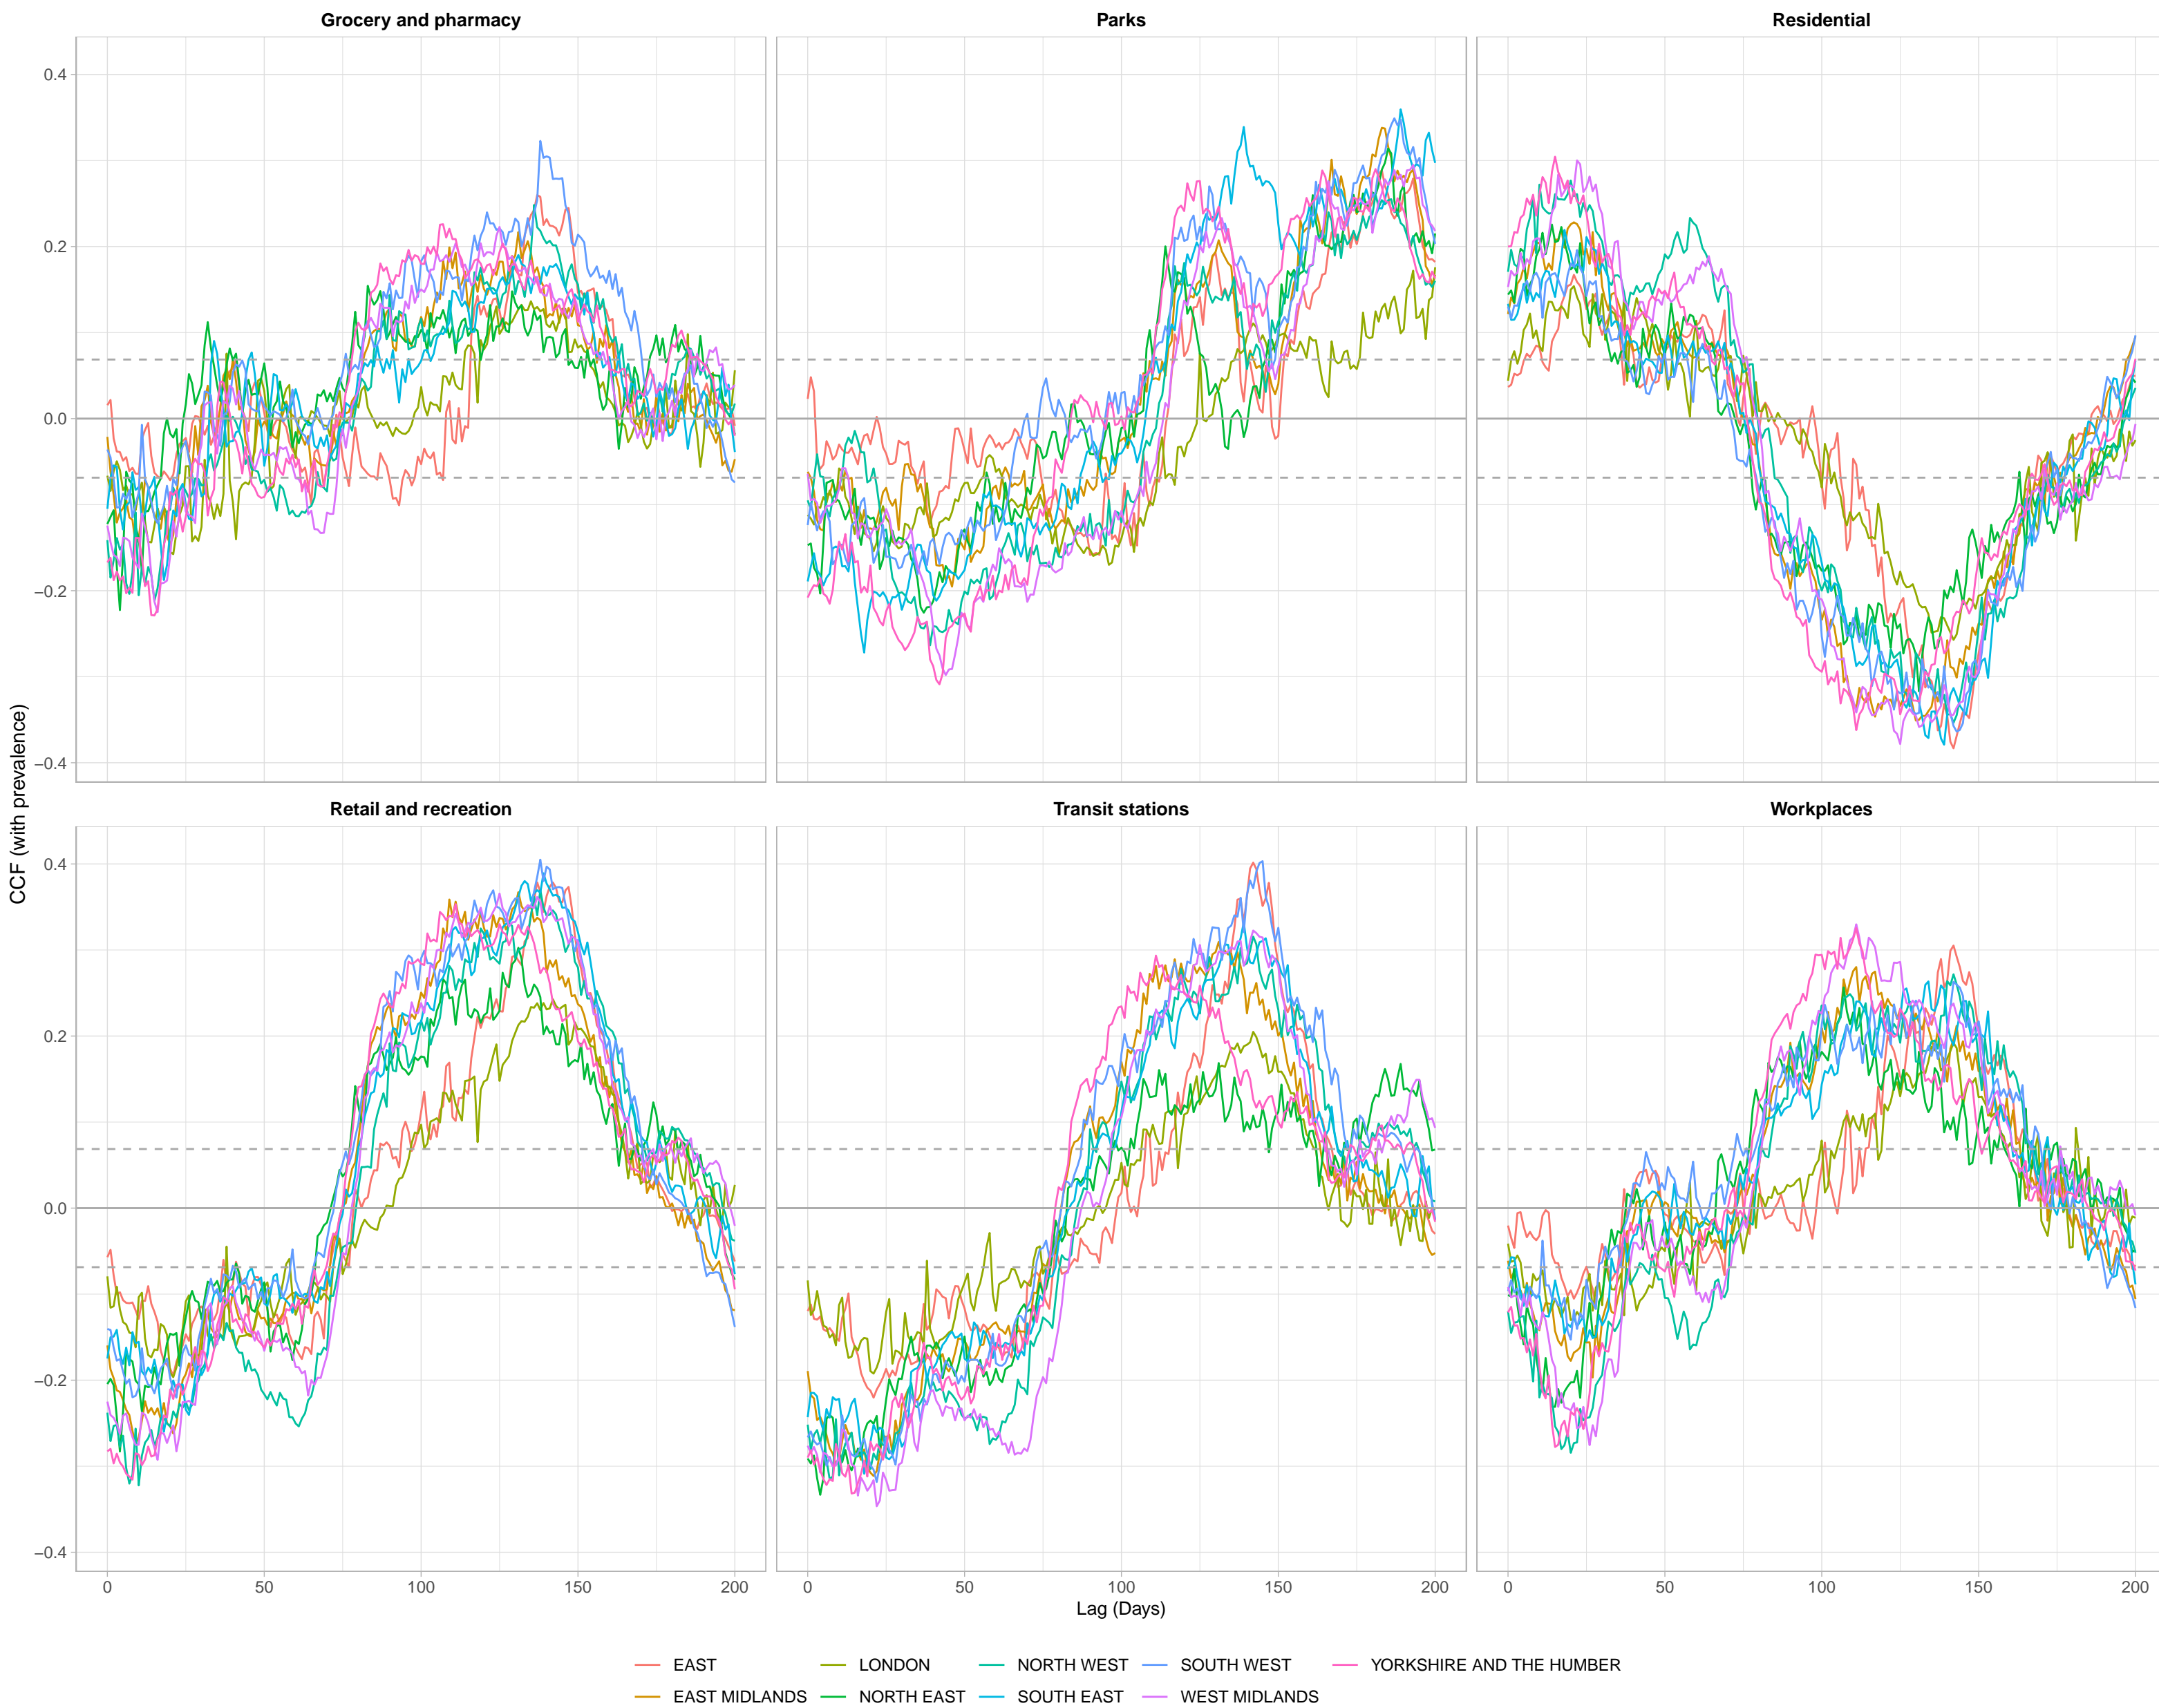 Grocery and pharmacy
Parks
Residential
0.4
0.2
0.0
−0.2
−0.4
CCF (with prevalence)
Retail and recreation
Transit stations
Workplaces
0.4
0.2
0.0
−0.2
−0.4
0 50 100 150 200
0 50 100 150 200
0 50 100 150 200
Lag (Days)
EAST LONDON NORTH WEST SOUTH WEST YORKSHIRE AND THE HUMBER
EAST MIDLANDS NORTH EAST SOUTH EAST WEST MIDLANDS